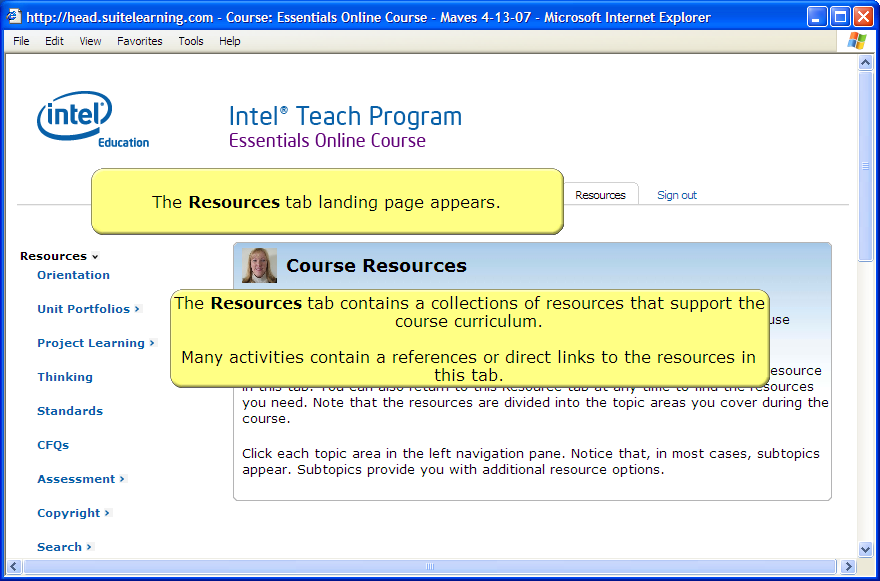 http://head.suitelearning.com - Course: Essentials Online Course - Maves 4-13-07 - Microsoft Internet Explorer
File Edit View Favorites Tools Help
intel®
Education
Intel® Teach Program
Essentials Online Course
The Resources tab landing page appears.
Resources Sign out
Resources
Orientation
Unit Portfolios
Project Learning
Thinking
Standards
CFQs
Assessment
Copyright
Search
Course Resources
The Resources tab contains a collections of resources that support the
course curriculum.
Many activities contain a references or direct links to the resources in
this tab.
use
resource
in this tab. You can also return to this Resource tab at any time to find the resources
you need. Note that the resources are divided into the topic areas you cover during the
course.
Click each topic area in the left navigation pane. Notice that, in most cases, subtopics
appear. Subtopics provide you with additional resource options.